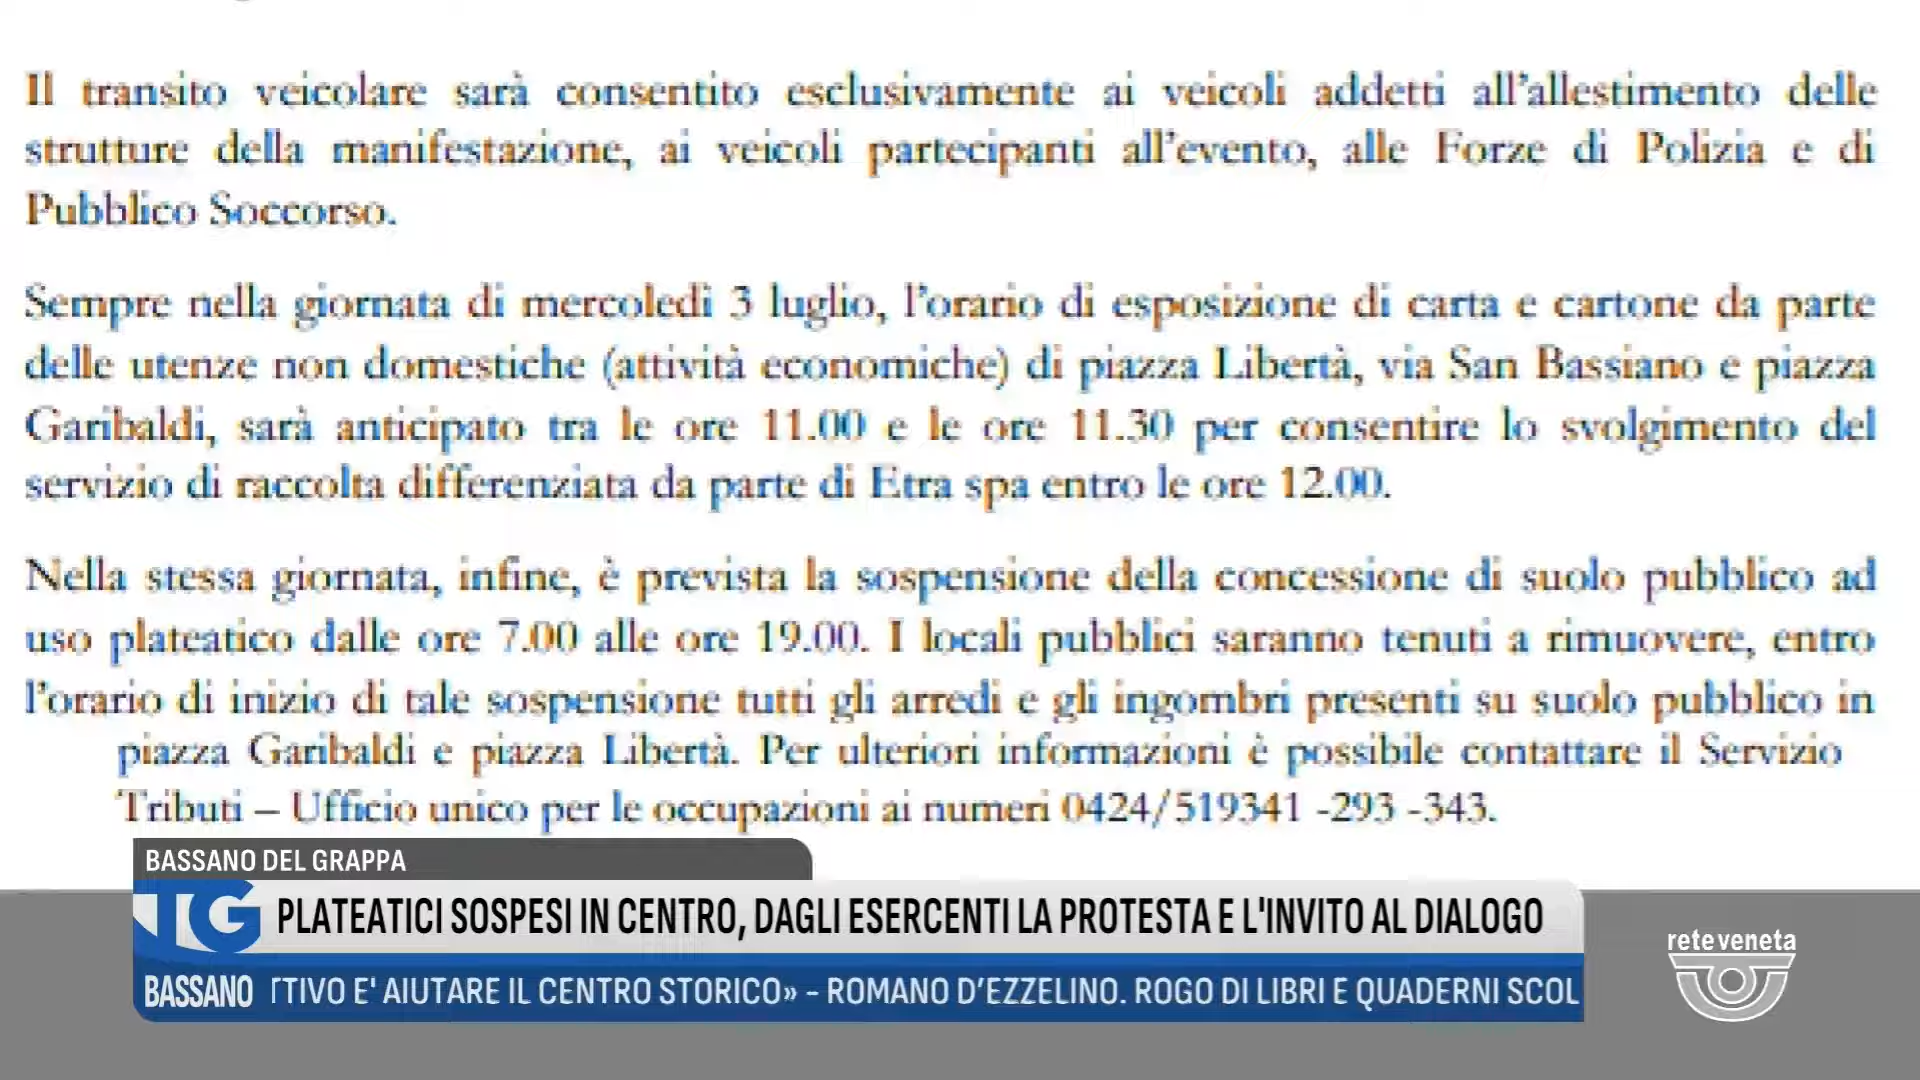 Il transito veicolare sarà consentito esclusivamente ai veicoli addetti all'allestimento delle
strutture della manifestazione, ai veicoli partecipanti all'evento, alle Forze di Polizia e di
Pubblico Soccorso.
Sempre nella giornata di mercoledì 3 luglio, l'orario di esposizione di carta e cartone da parte
delle utenze non domestiche (attività economiche) di piazza Libertà, via San Bassiano e piazza
Garibaldi, sarà anticipato tra le ore 11.00 e le ore 11.30 per consentire lo svolgimento del
servizio di raccolta differenziata da parte di Etra spa entro le ore 12.00.
Nella stessa giornata, infine, è prevista la sospensione della concessione di suolo pubblico ad
uso plateatico dalle ore 7.00 alle ore 19.00. I locali pubblici saranno tenuti a rimuovere, entro
l'orario di inizio di tale sospensione tutti gli arredi e gli ingombri presenti su suolo pubblico in
piazza Garibaldi e piazza Libertà. Per ulteriori informazioni è possibile contattare il Servizio
Tributi – Ufficio unico per le occupazioni ai numeri 0424/519341 -293 -343.
BASSANO DEL GRAPPA
TG PLATEATICI SOSPESI IN CENTRO, DAGLI ESERCENTI LA PROTESTA E L'INVITO AL DIALOGO
BASSANO TTIVO E' AIUTARE IL CENTRO STORICO» - ROMANO D'EZZELINO. ROGO DI LIBRI E QUADERNI SCOL
reteveneta